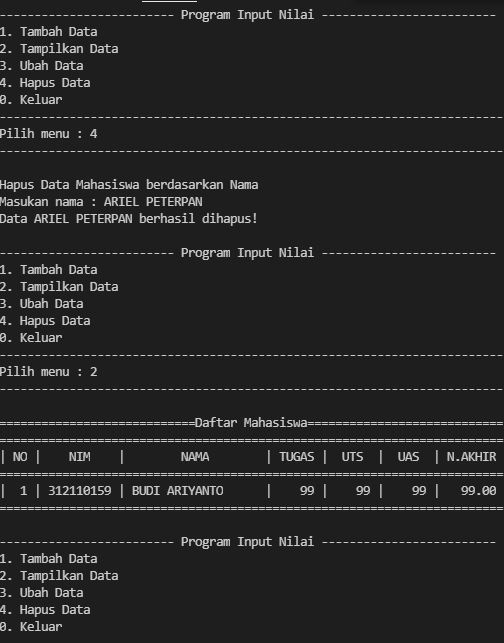 ------------------------- Program Input Nilai -------------------------
1. Tambah Data
2. Tampilkan Data
3. Ubah Data
4. Hapus Data
0. Keluar
------------------------------------------------------------------------
Pilih menu : 4
------------------------------------------------------------------------
Hapus Data Mahasiswa berdasarkan Nama
Masukan nama : ARIEL PETERPAN
Data ARIEL PETERPAN berhasil dihapus!
------------------------- Program Input Nilai -------------------------
1. Tambah Data
2. Tampilkan Data
3. Ubah Data
4. Hapus Data
0. Keluar
------------------------------------------------------------------------
Pilih menu : 2
------------------------------------------------------------------------
============================Daftar Mahasiswa============================
========================================================================
| NO |    NIM    |        NAMA        | TUGAS |  UTS  |  UAS  | N.AKHIR
========================================================================
|  1 | 312110159 | BUDI ARIYANTO      |    99 |    99 |    99 |   99.00
========================================================================
------------------------- Program Input Nilai -------------------------
1. Tambah Data
2. Tampilkan Data
3. Ubah Data
4. Hapus Data
0. Keluar